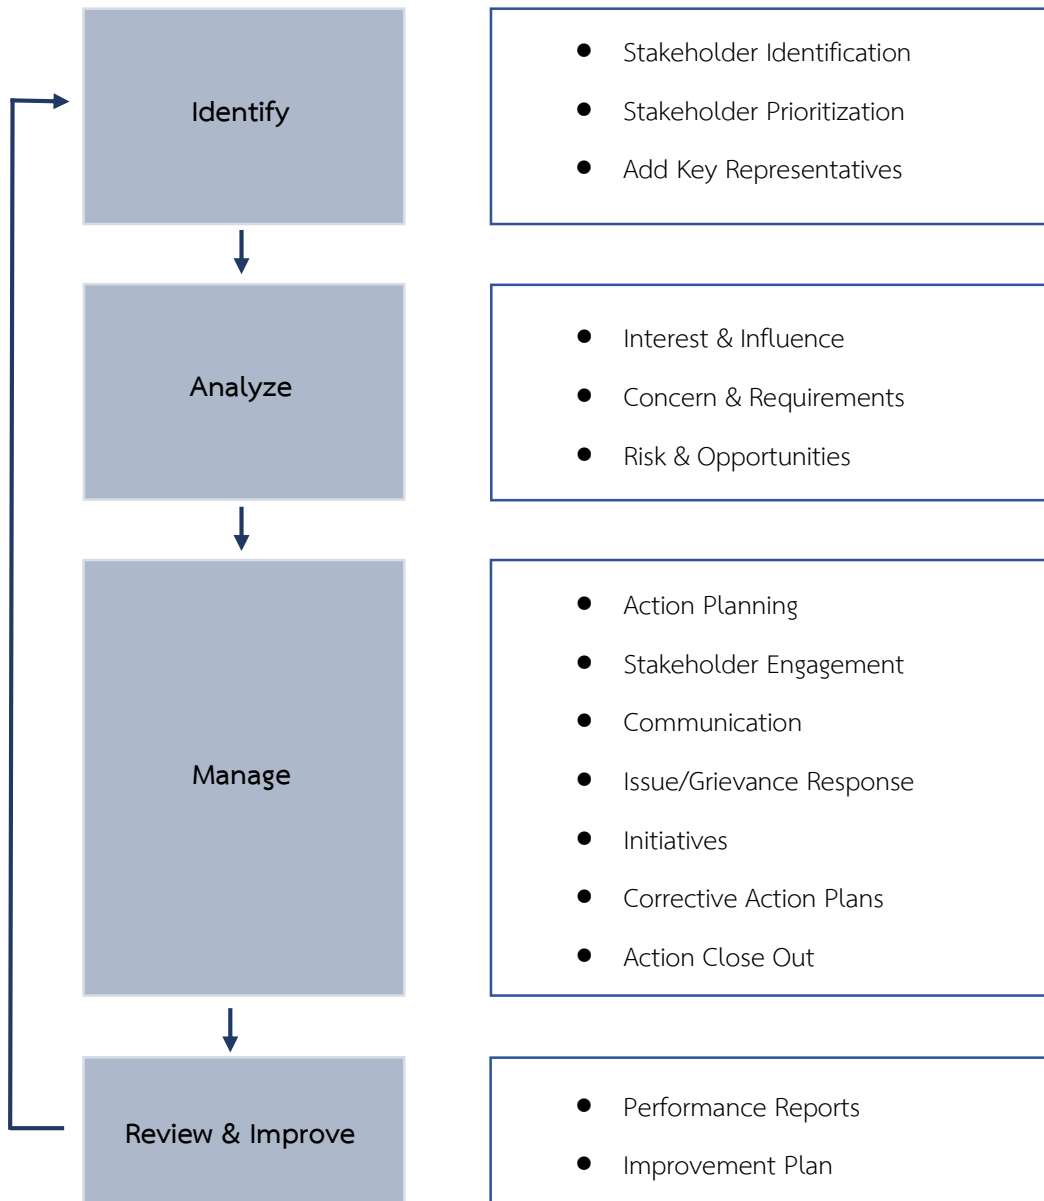 Identify
● Stakeholder Identification
● Stakeholder Prioritization
● Add Key Representatives
Analyze
● Interest & Influence
● Concern & Requirements
● Risk & Opportunities
Manage
● Action Planning
● Stakeholder Engagement
● Communication
● Issue/Grievance Response
● Initiatives
● Corrective Action Plans
● Action Close Out
Review & Improve
● Performance Reports
● Improvement Plan